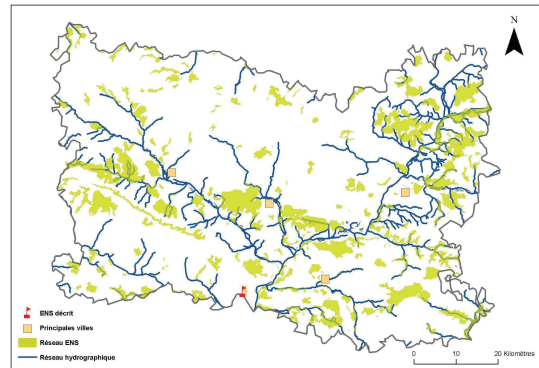 N
ENS décrit
Principales villes
Réseau ENS
Réseau hydrographique
0 10 20 Kilomètres